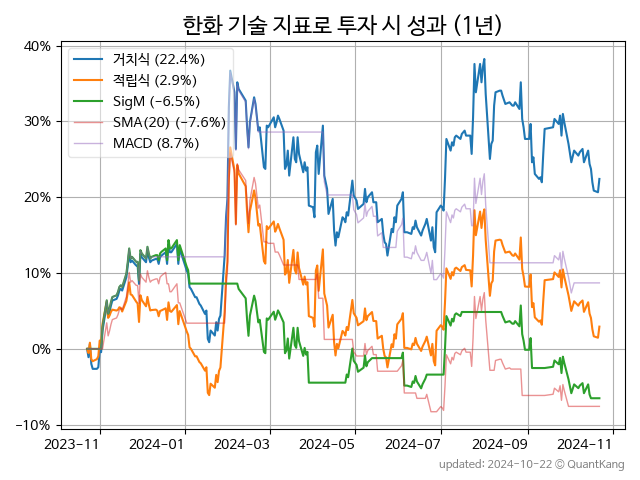 한화 기술 지표로 투자 시 성과 (1년)
40%
30%
20%
10%
0%
−10%
거치식 (22.4%)
적립식 (2.9%)
SigM (−6.5%)
SMA(20) (−7.6%)
MACD (8.7%)
2023-11 2024-01 2024-03 2024-05 2024-07 2024-09 2024-11
updated: 2024-10-22 © QuantKang